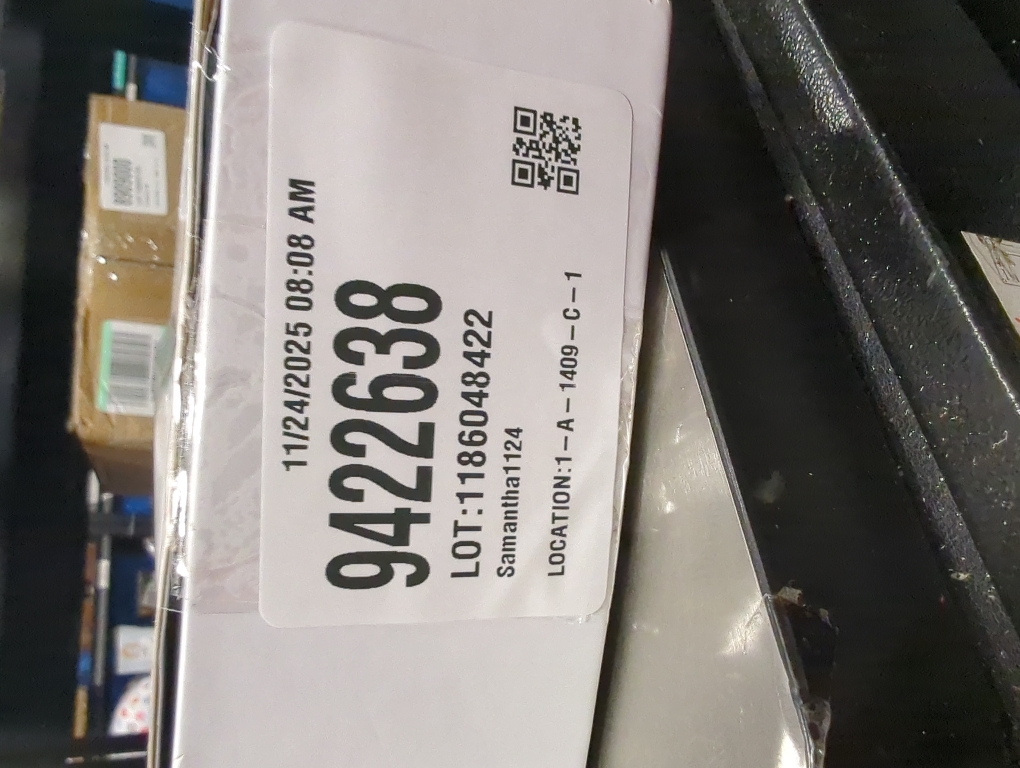 11/24/2025 08:08 AM
9422638
LOT:1186048422
Samantha1124
LOCATION:1-A-1409-C-1